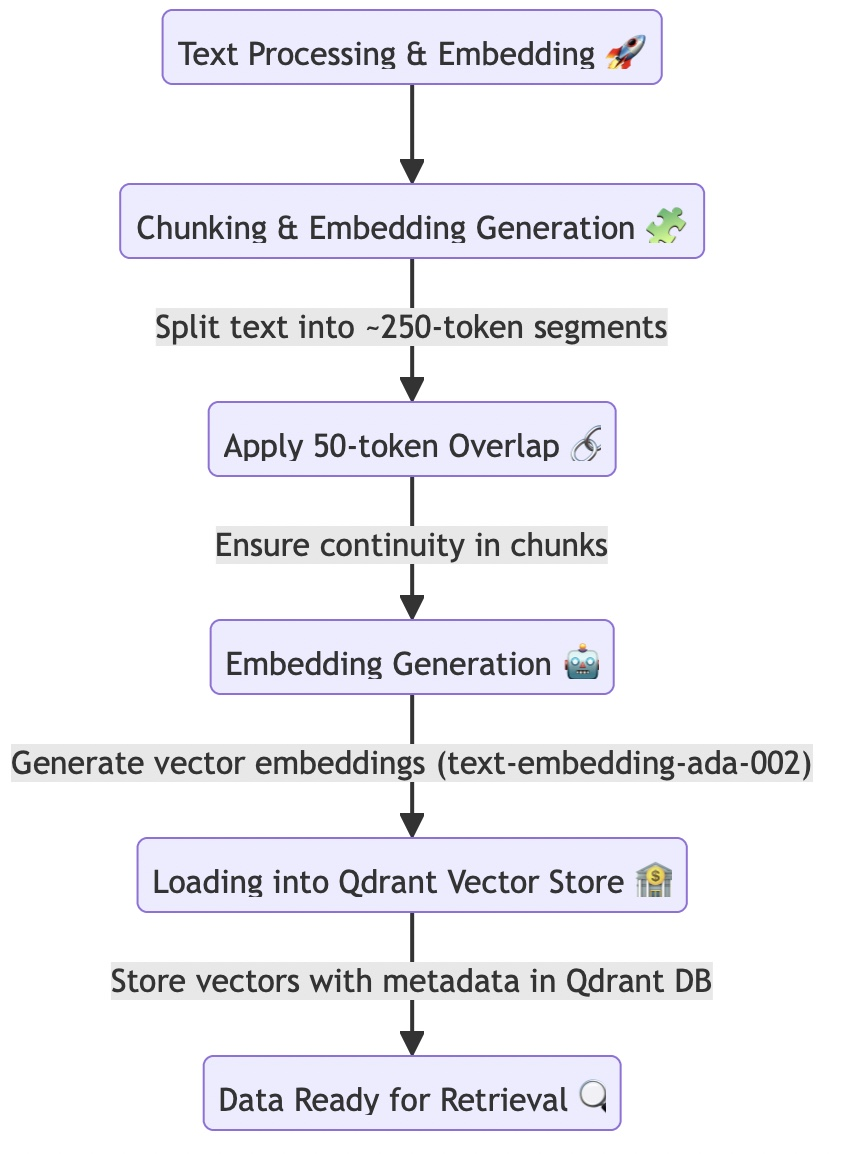 Text Processing & Embedding 🚀
Chunking & Embedding Generation 🧩
Split text into ~250-token segments
Apply 50-token Overlap 🔗
Ensure continuity in chunks
Embedding Generation 🤖
Generate vector embeddings (text-embedding-ada-002)
Loading into Qdrant Vector Store 🏦
Store vectors with metadata in Qdrant DB
Data Ready for Retrieval 🔍